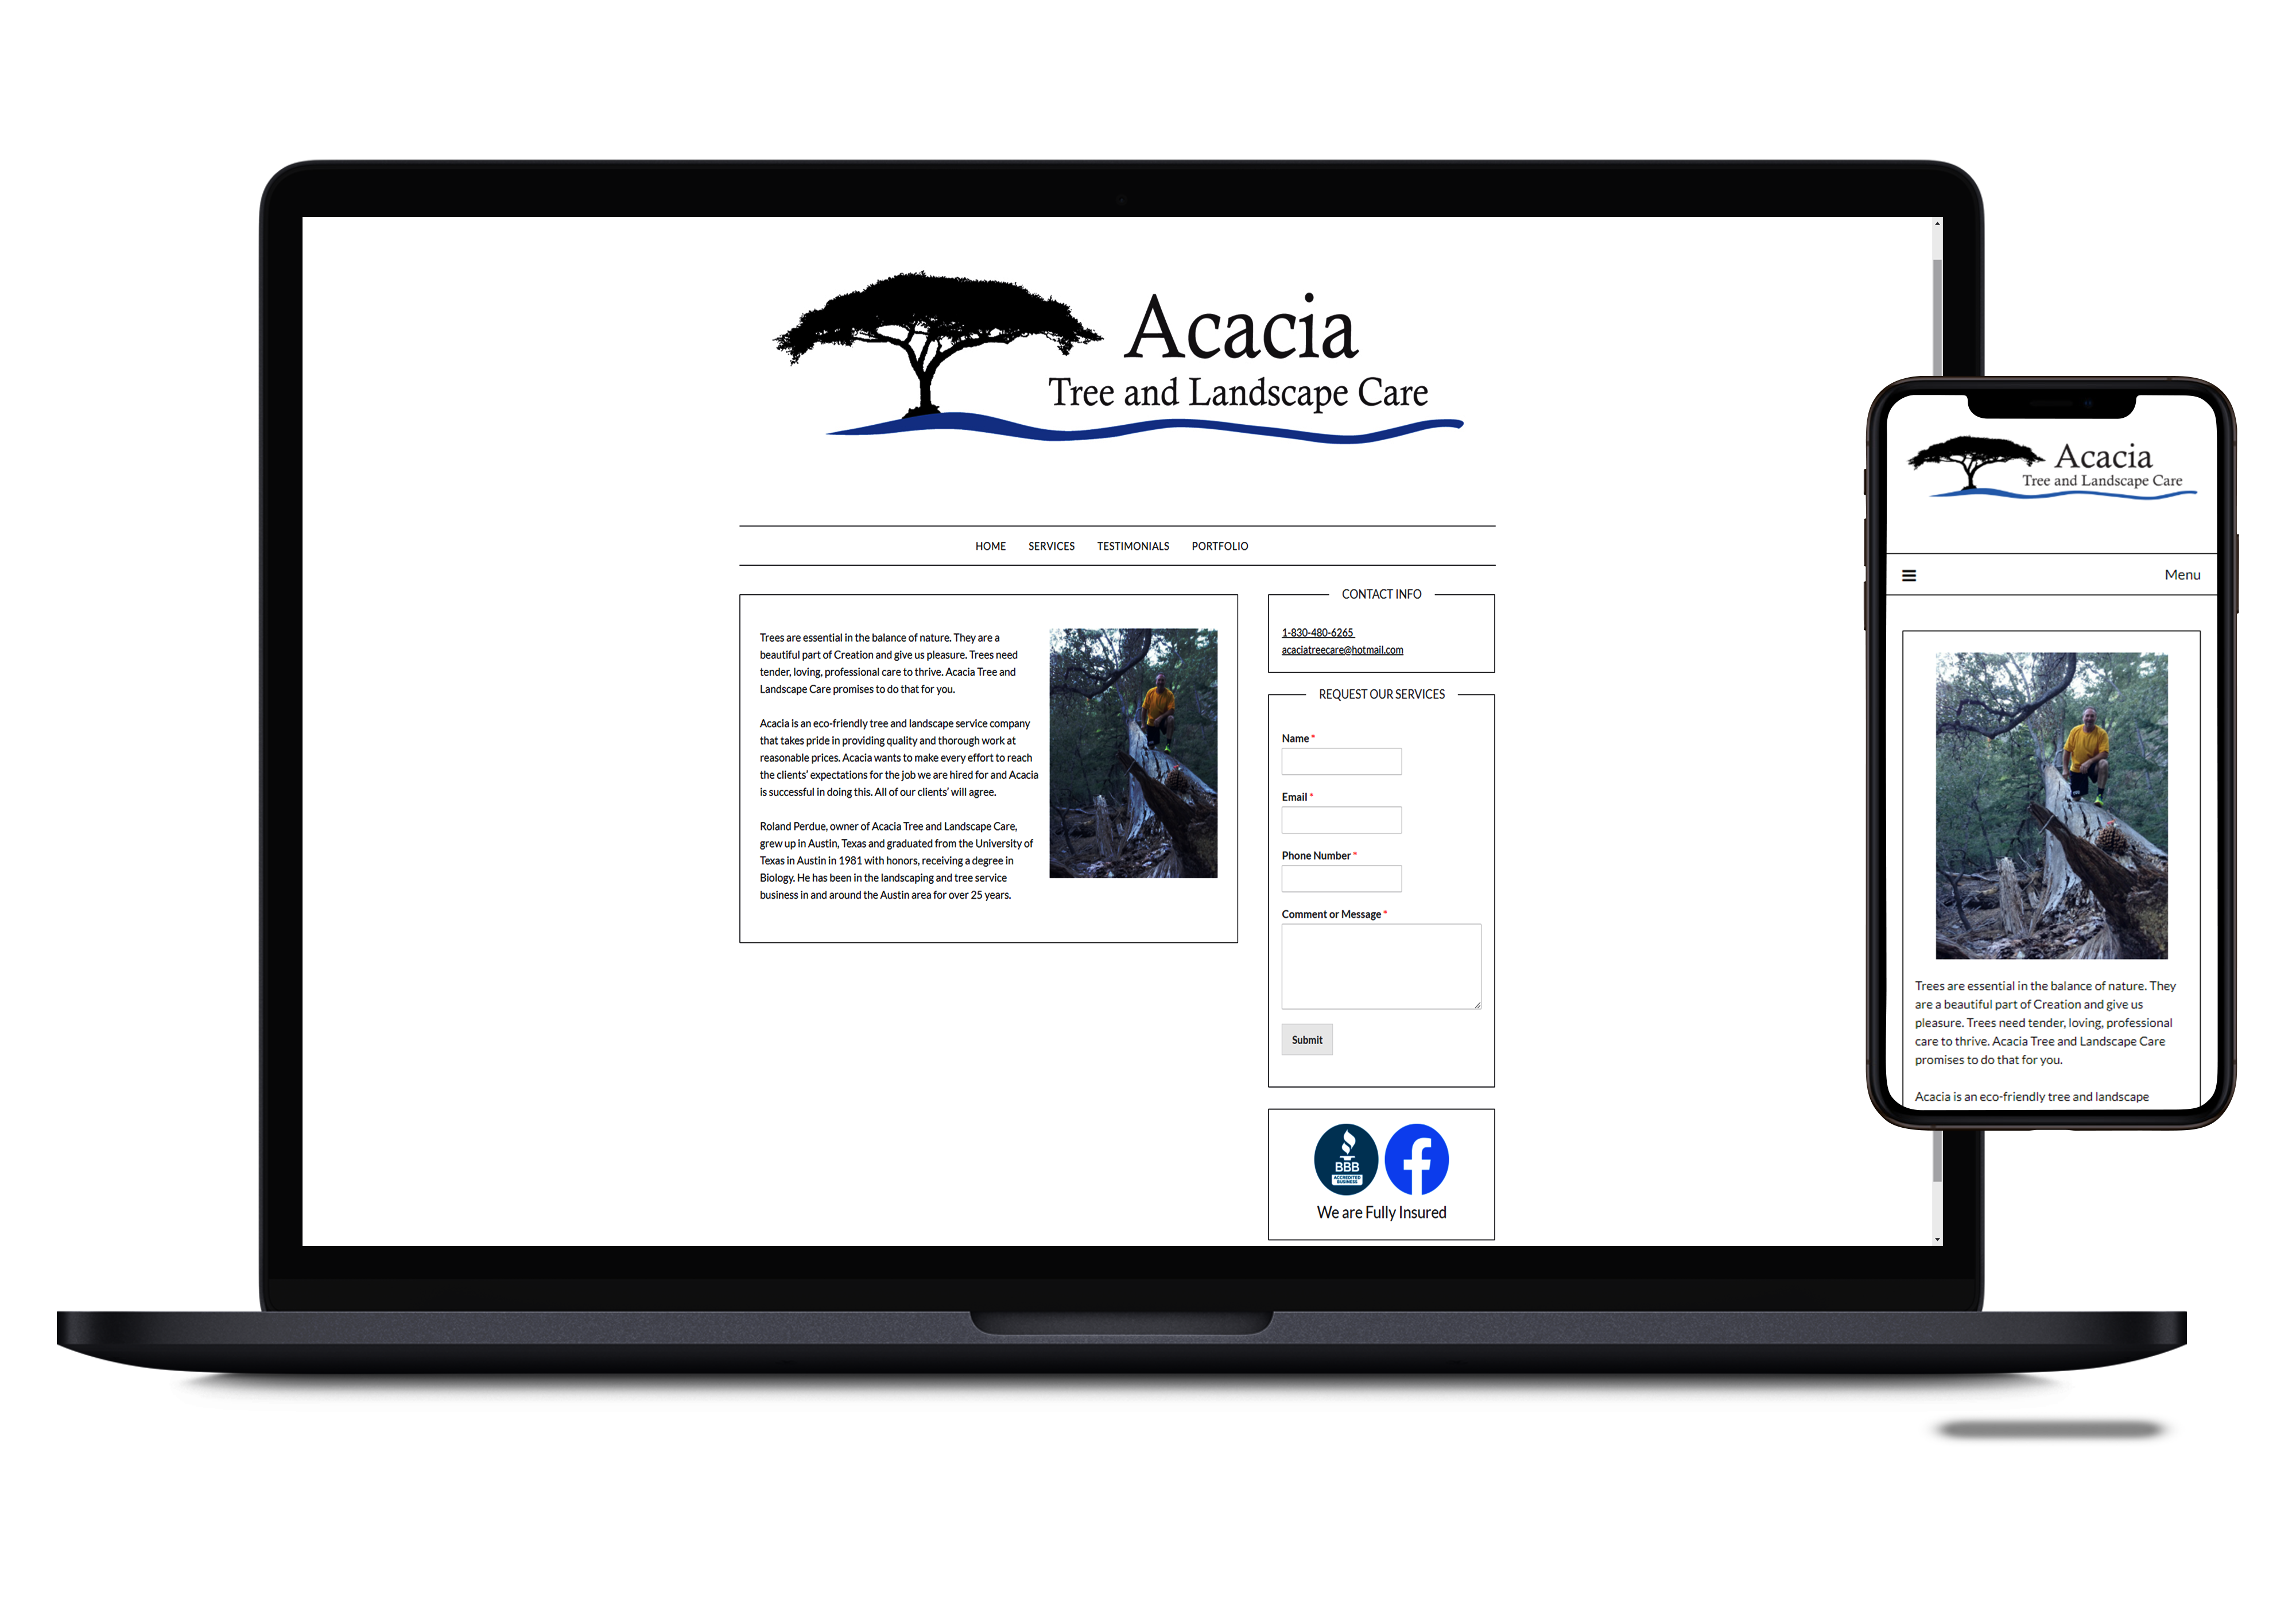 Acacia
Tree and Landscape Care
HOME SERVICES TESTIMONIALS PORTFOLIO
Trees are essential in the balance of nature. They are a
beautiful part of Creation and give us pleasure. Trees need
tender, loving, professional care to thrive. Acacia Tree and
Landscape Care promises to do that for you.
Acacia is an eco-friendly tree and landscape service company
that takes pride in providing quality and thorough work at
reasonable prices. Acacia wants to make every effort to reach
the clients' expectations for the job we are hired for and Acacia
is successful in doing this. All of our clients' will agree.
Roland Perdue, owner of Acacia Tree and Landscape Care,
grew up in Austin, Texas and graduated from the University of
Texas in Austin in 1981 with honors, receiving a degree in
Biology. He has been in the landscaping and tree service
business in and around the Austin area for over 25 years.
CONTACT INFO
1-830-480-6265
acaciatreecare@hotmail.com
REQUEST OUR SERVICES
Name *
Email *
Phone Number *
Comment or Message *
Submit
BBB
ACCREDITED
BUSINESS
We are Fully Insured
Acacia
Tree and Landscape Care
Menu
Trees are essential in the balance of nature. They
are a beautiful part of Creation and give us
pleasure. Trees need tender, loving, professional
care to thrive. Acacia Tree and Landscape Care
promises to do that for you.
Acacia is an eco-friendly tree and landscape